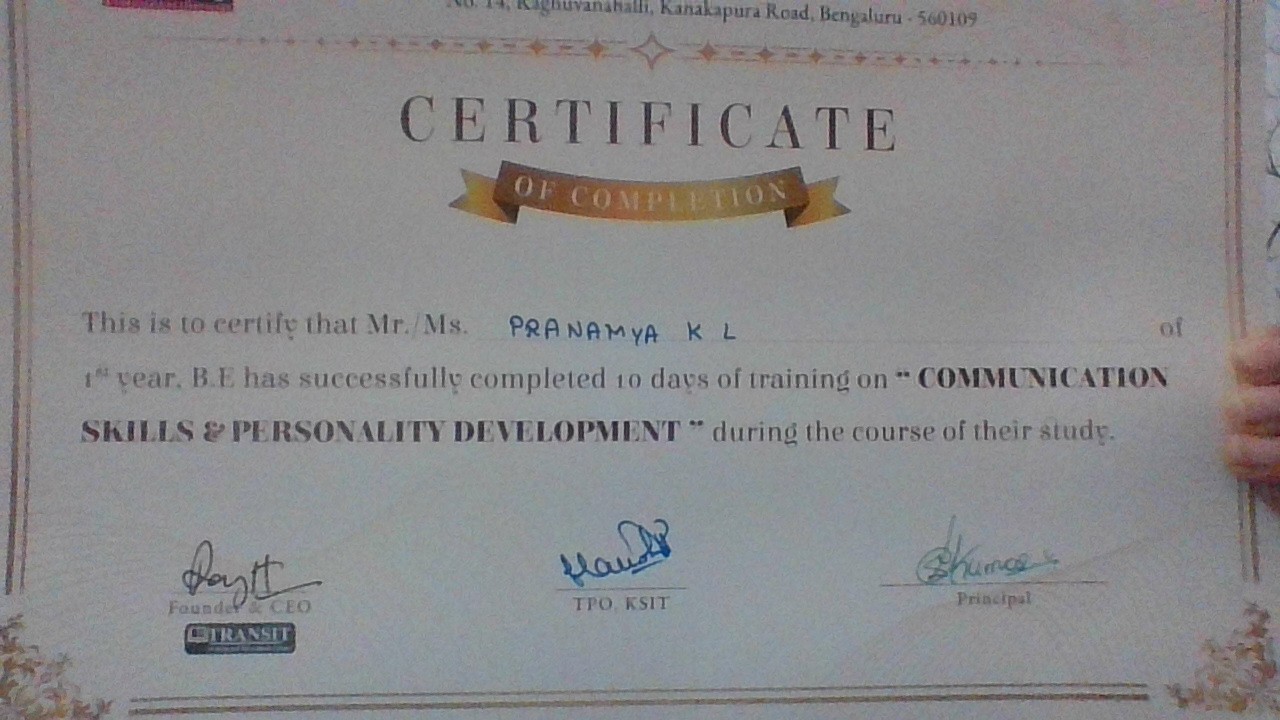 No. 14, Raghuvanahalli, Kanakapura Road, Bengaluru - 560109
CERTIFICATE
OF COMPLETION
This is to certify that Mr./Ms. PRANAMYA K L of
1st year, B.E has successfully completed 10 days of training on “ COMMUNICATION
SKILLS & PERSONALITY DEVELOPMENT ” during the course of their study.
Founder & CEO
TPO, KSIT
Principal
TRANSIT